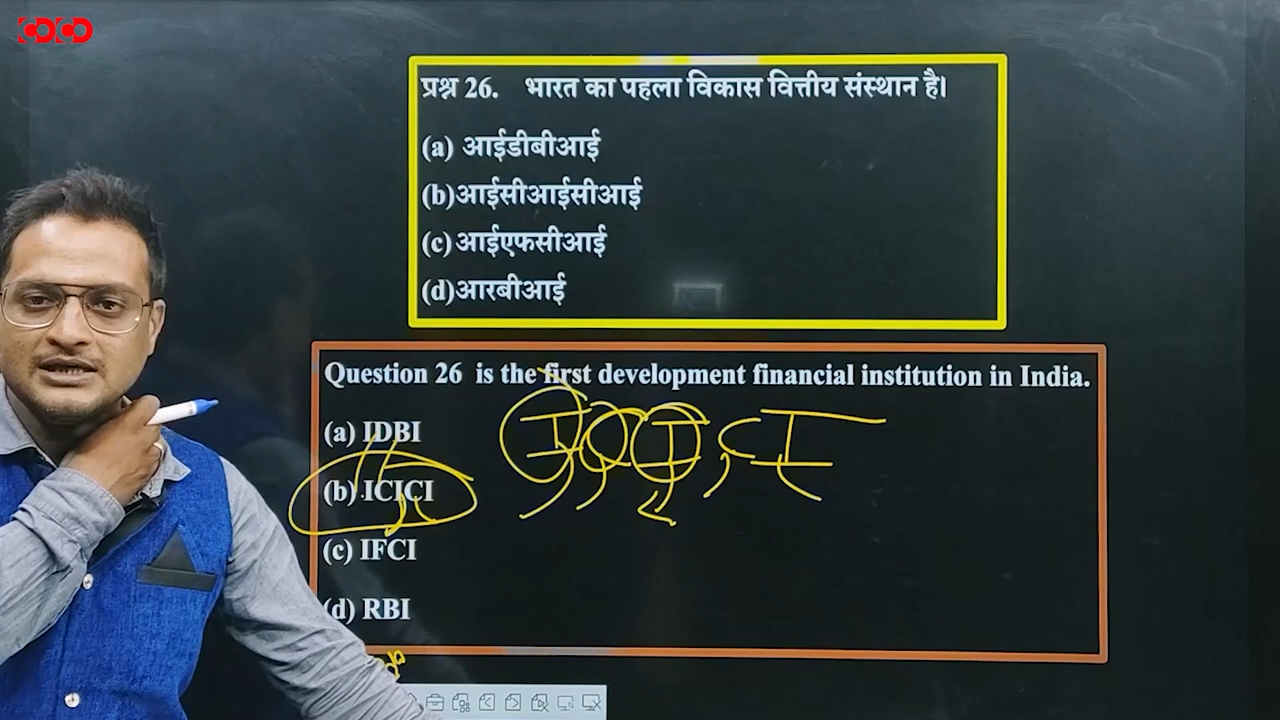 COCO
प्रश्न 26. भारत का पहला विकास वित्तीय संस्थान है।
(a) आईडीबीआई
(b)आईसीआईसीआई
(c) आईएफसीआई
(d)आरबीआई
Question 26 is the first development financial institution in India.
(a) IDBI
(b) ICICI
(c) IFCI
(d) RBI
I C I C I